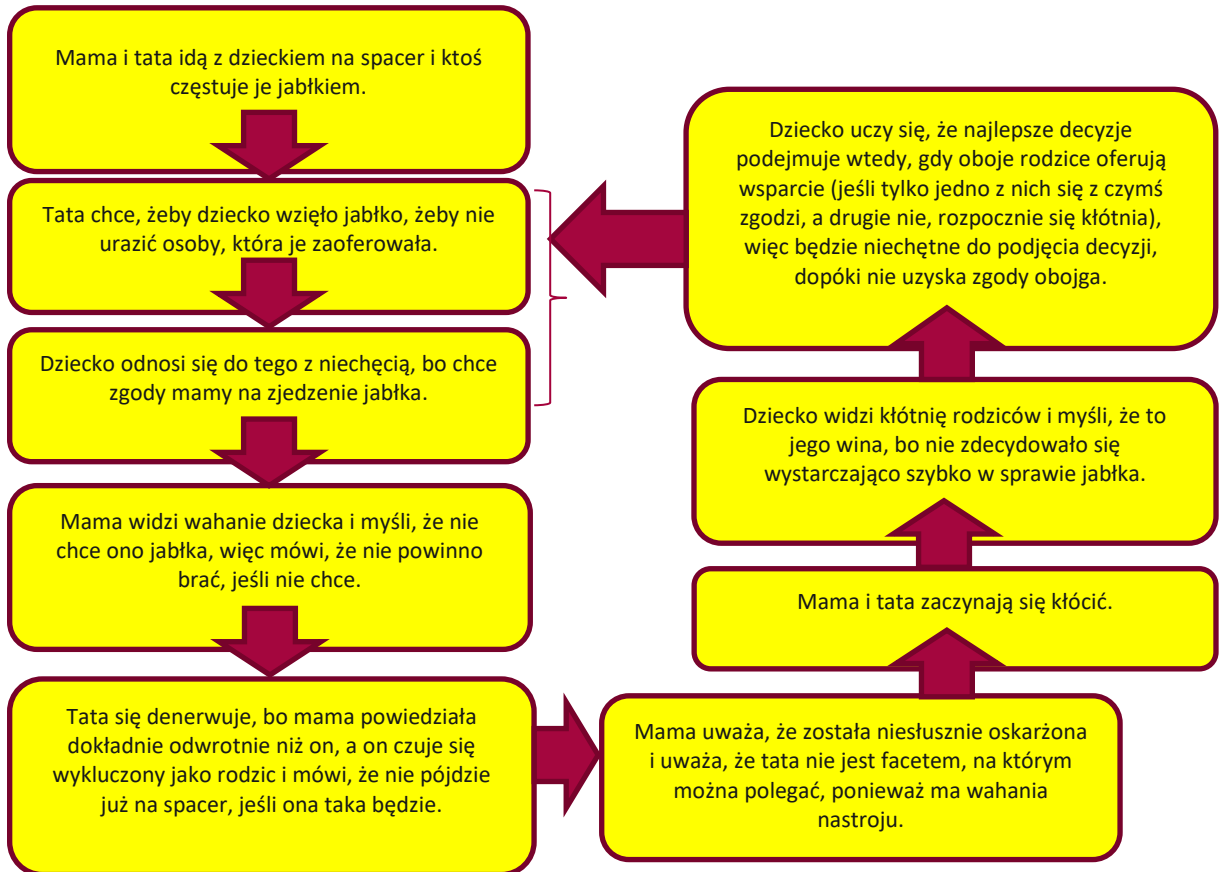 Mama i tata idą z dzieckiem na spacer i ktoś
częstuje je jabłkiem.
Tata chce, żeby dziecko wzięło jabłko, żeby nie
urazić osoby, która je zaoferowała.
Dziecko odnosi się do tego z niechęcią, bo chce
zgody mamy na zjedzenie jabłka.
Mama widzi wahanie dziecka i myśli, że nie
chce ono jabłka, więc mówi, że nie powinno
brać, jeśli nie chce.
Tata się denerwuje, bo mama powiedziała
dokładnie odwrotnie niż on, a on czuje się
wykluczony jako rodzic i mówi, że nie pójdzie
już na spacer, jeśli ona taka będzie.
Mama uważa, że została niesłusznie oskarżona
i uważa, że tata nie jest facetem, na którym
można polegać, ponieważ ma wahania
nastroju.
Mama i tata zaczynają się kłócić.
Dziecko widzi kłótnię rodziców i myśli, że to
jego wina, bo nie zdecydowało się
wystarczająco szybko w sprawie jabłka.
Dziecko uczy się, że najlepsze decyzje
podejmuje wtedy, gdy oboje rodzice oferują
wsparcie (jeśli tylko jedno z nich się z czymś
zgodzi, a drugie nie, rozpocznie się kłótnia),
więc będzie niechętne do podjęcia decyzji,
dopóki nie uzyska zgody obojga.